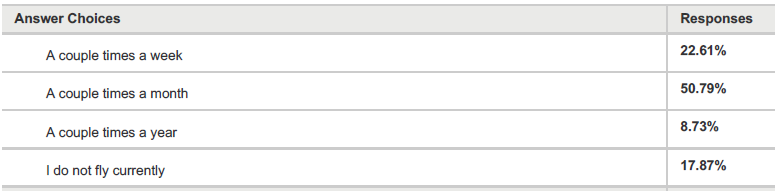 Answer Choices Responses
A couple times a week 22.61%
A couple times a month 50.79%
A couple times a year 8.73%
I do not fly currently 17.87%